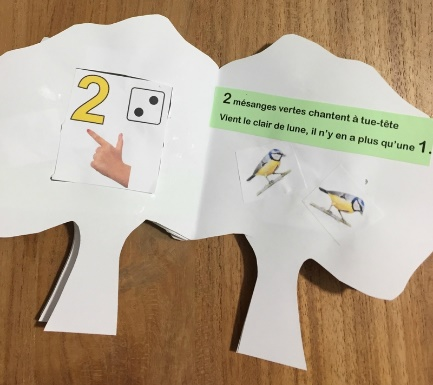 2
2 mésanges vertes chantent à tue-tête
Vient le clair de lune, il n'y en a plus qu'une 1.